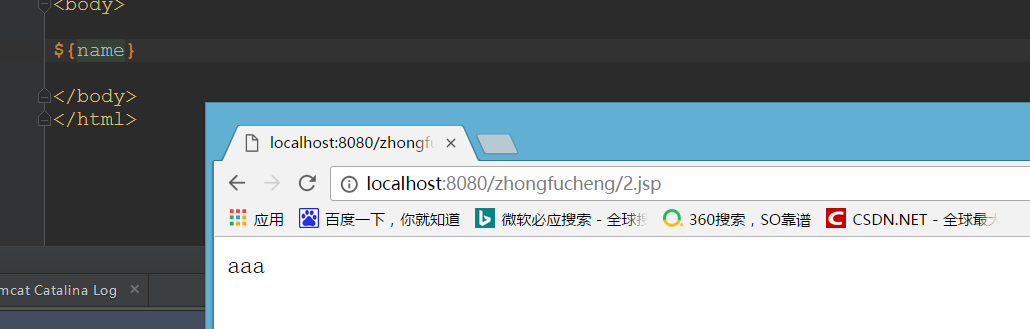 <body>
${name}
</body>
</html>
localhost:8080/zhongfu
localhost:8080/zhongfucheng/2.jsp
应用 百度一下，你就知道 微软必应搜索 - 全球搜 360搜索，SO靠谱 CSDN.NET - 全球最大
aaa
mcat Catalina Log